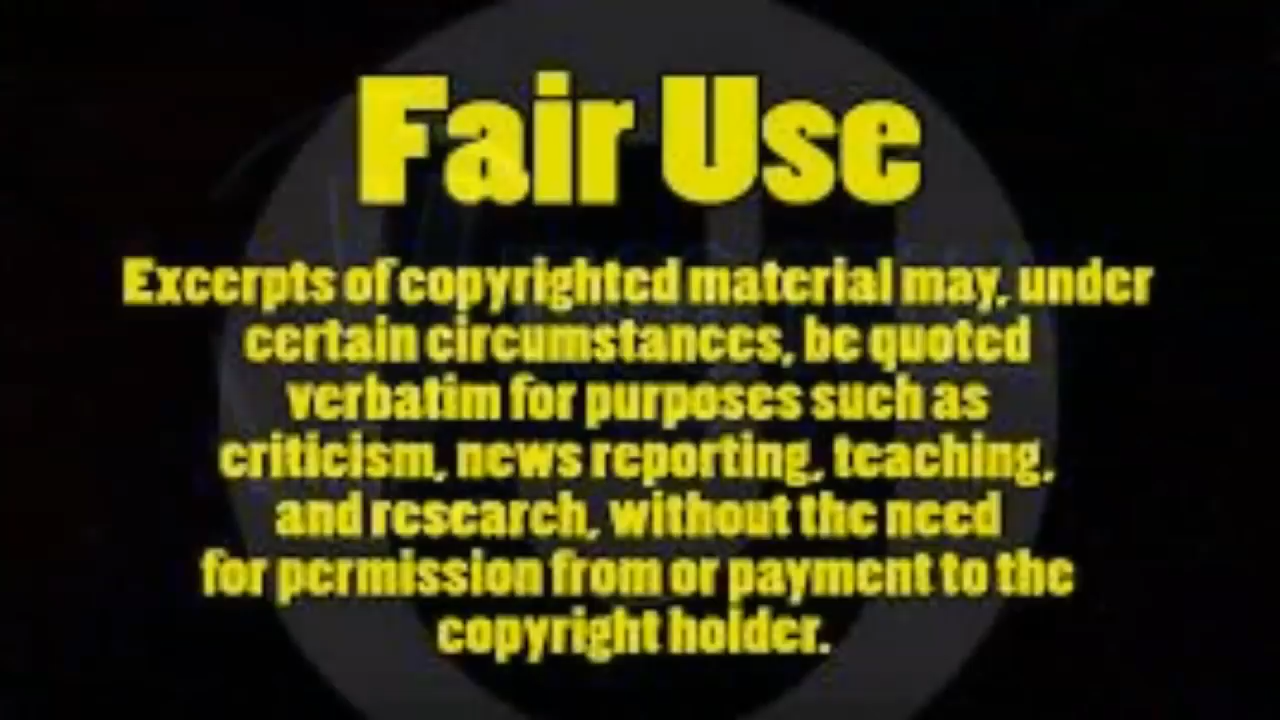 Fair Use
Excerpts of copyrighted material may, under
certain circumstances, be quoted
verbatim for purposes such as
criticism, news reporting, teaching,
and research, without the need
for permission from or payment to the
copyright holder.